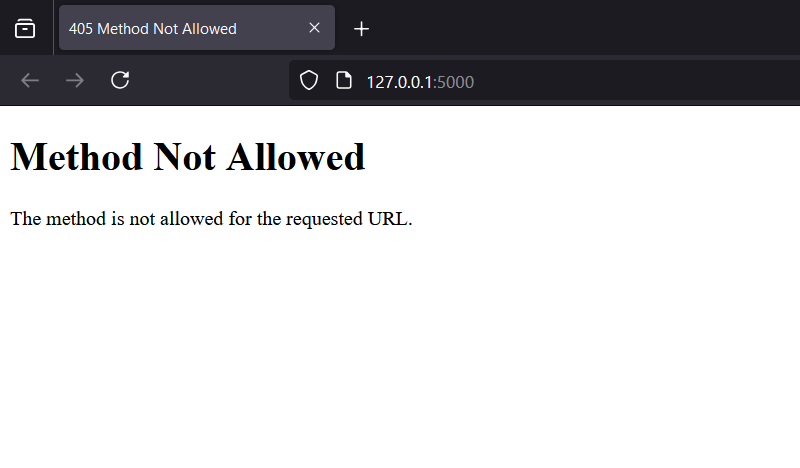 405 Method Not Allowed
127.0.0.1:5000
Method Not Allowed
The method is not allowed for the requested URL.